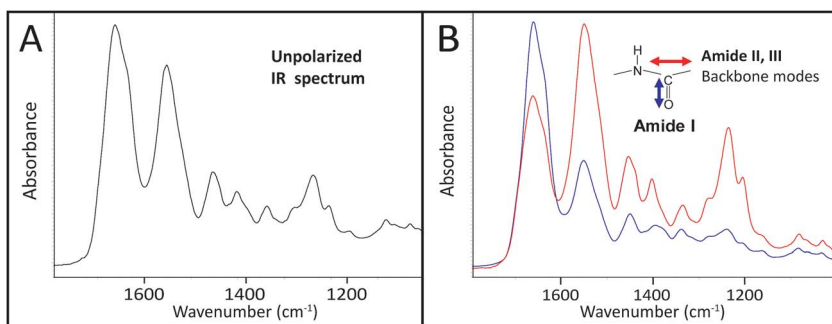 A
Unpolarized
IR spectrum
Absorbance
1600
1400
1200
Wavenumber (cm⁻¹)
B
H
N
C
O
Amide II, III
Backbone modes
Amide I
Absorbance
1600
1400
1200
Wavenumber (cm⁻¹)